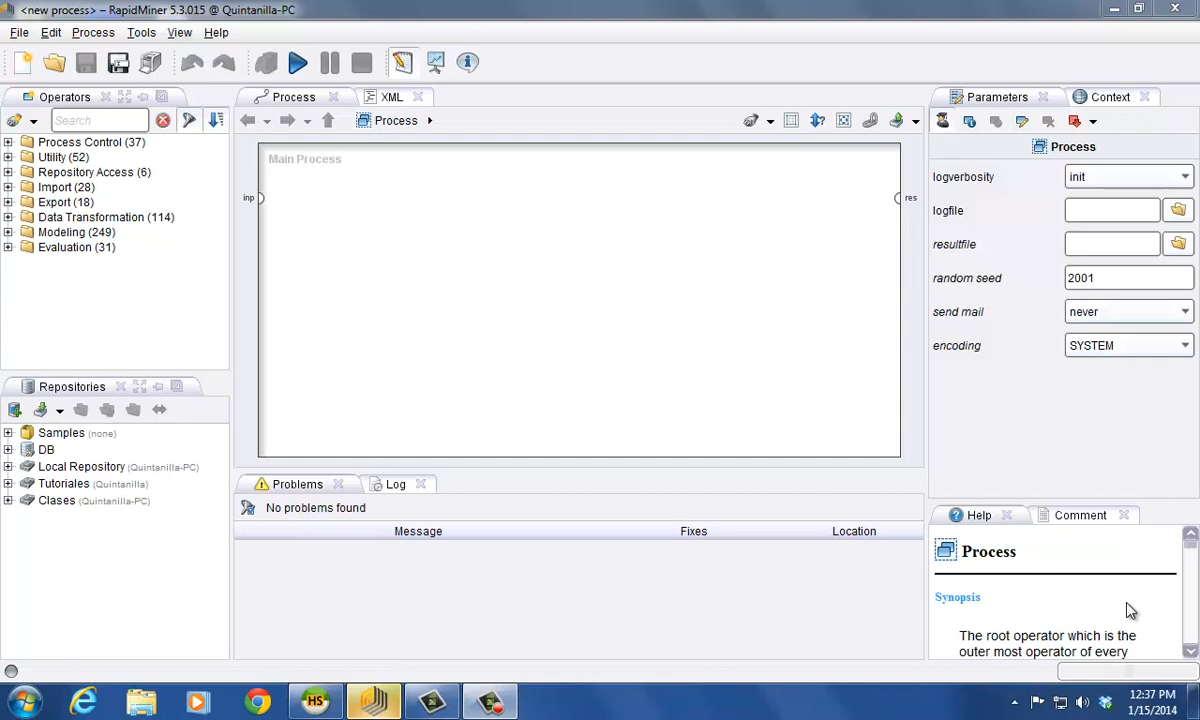 <new process> – RapidMiner 5.3.015 @ Quintanilla-PC
File Edit Process Tools View Help
Operators
Search
Process Control (37)
Utility (52)
Repository Access (6)
Import (28)
Export (18)
Data Transformation (114)
Modeling (249)
Evaluation (31)
Repositories
Samples (none)
DB
Local Repository (Quintanilla-PC)
Tutoriales (Quintanilla)
Clases (Quintanilla-PC)
Process XML
Process
Main Process
inp
res
Problems Log
No problems found
Message Fixes Location
Parameters Context
Process
logverbosity init
logfile
resultfile
random seed 2001
send mail never
encoding SYSTEM
Help Comment
Process
Synopsis
The root operator which is the
outer most operator of every
HS
12:37 PM
1/15/2014